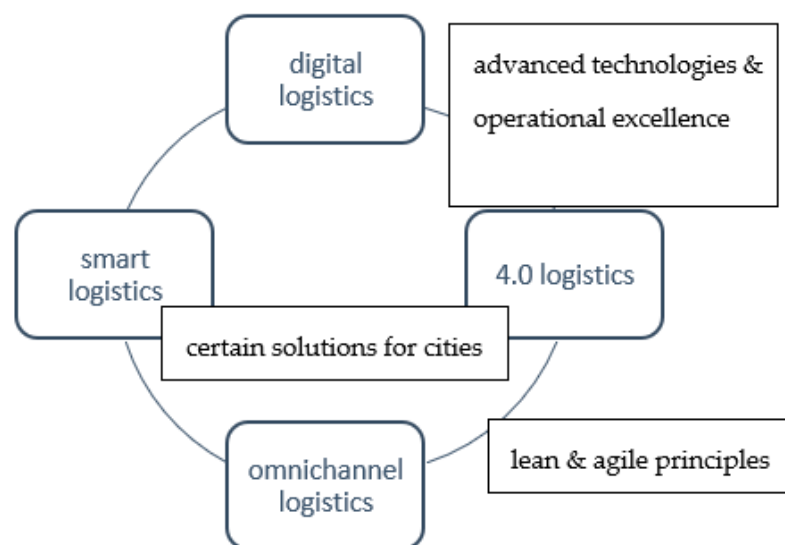 digital
logistics
advanced technologies &
operational excellence
smart
logistics
4.0 logistics
certain solutions for cities
omnichannel
logistics
lean & agile principles